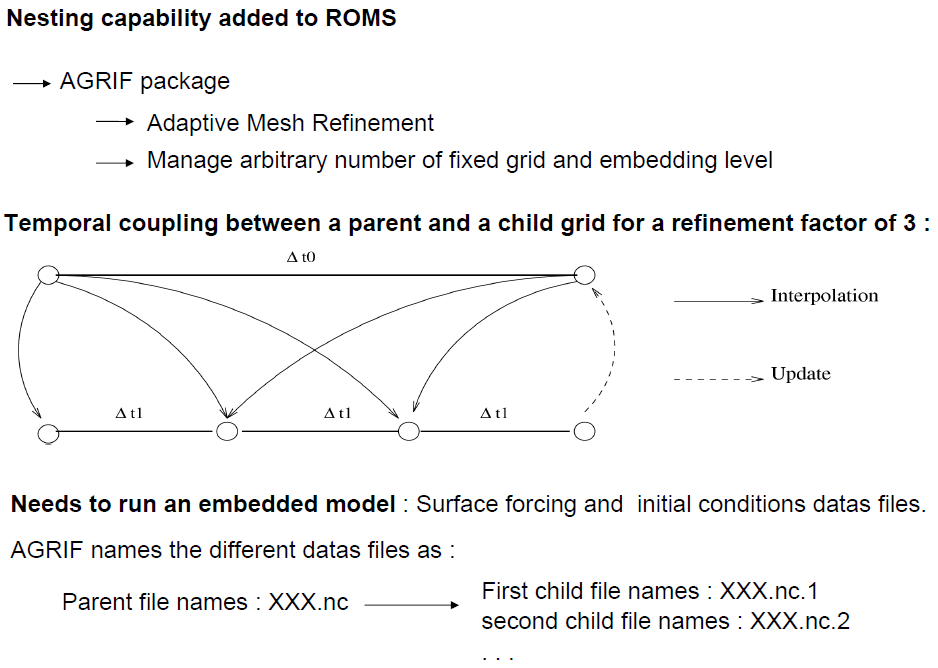 Nesting capability added to ROMS
AGRIF package
Adaptive Mesh Refinement
Manage arbitrary number of fixed grid and embedding level
Temporal coupling between a parent and a child grid for a refinement factor of 3 :
Δ t0
Interpolation
Update
Δ t1 Δ t1 Δ t1
Needs to run an embedded model : Surface forcing and initial conditions datas files.
AGRIF names the different datas files as :
Parent file names : XXX.nc
First child file names : XXX.nc.1
second child file names : XXX.nc.2
. . .